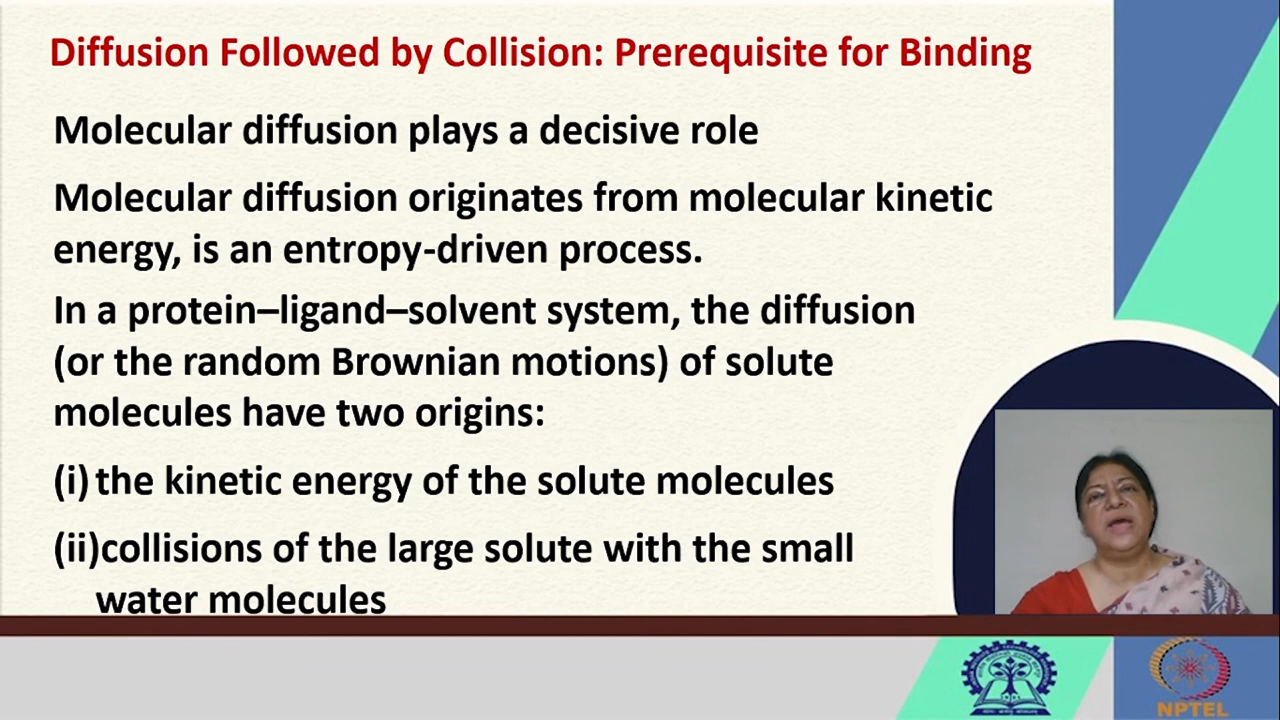 Diffusion Followed by Collision: Prerequisite for Binding
Molecular diffusion plays a decisive role
Molecular diffusion originates from molecular kinetic
energy, is an entropy-driven process.
In a protein–ligand–solvent system, the diffusion
(or the random Brownian motions) of solute
molecules have two origins:
(i) the kinetic energy of the solute molecules
(ii)collisions of the large solute with the small
water molecules
NPTEL